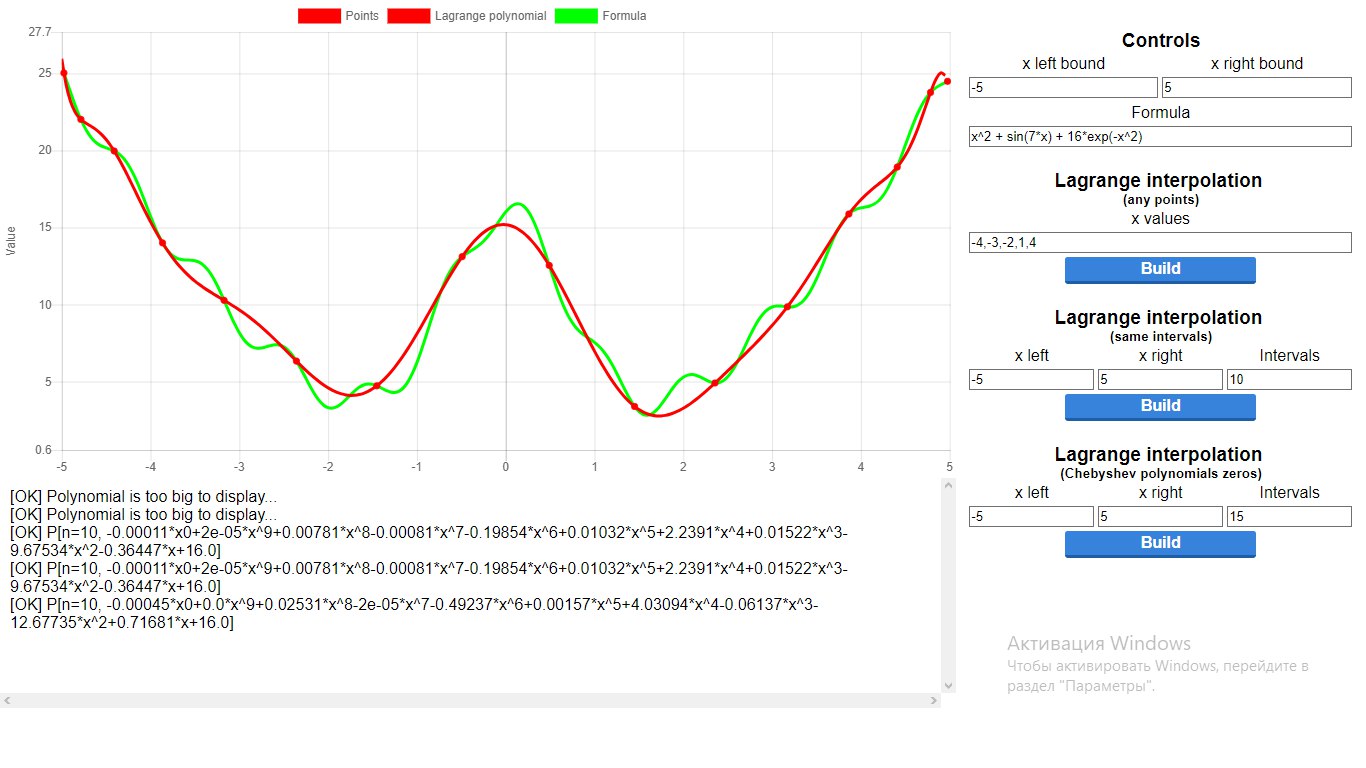 Points Lagrange polynomial Formula
27.7
25
20
15
10
5
0.6
Value
-5 -4 -3 -2 -1 0 1 2 3 4 5
[OK] Polynomial is too big to display...
[OK] Polynomial is too big to display...
[OK] P[n=10, -0.00011*x0+2e-05*x^9+0.00781*x^8-0.00081*x^7-0.19854*x^6+0.01032*x^5+2.2391*x^4+0.01522*x^3-
9.67534*x^2-0.36447*x+16.0]
[OK] P[n=10, -0.00011*x0+2e-05*x^9+0.00781*x^8-0.00081*x^7-0.19854*x^6+0.01032*x^5+2.2391*x^4+0.01522*x^3-
9.67534*x^2-0.36447*x+16.0]
[OK] P[n=10, -0.00045*x0+0.0*x^9+0.02531*x^8-2e-05*x^7-0.49237*x^6+0.00157*x^5+4.03094*x^4-0.06137*x^3-
12.67735*x^2+0.71681*x+16.0]
Controls
x left bound x right bound
-5 5
Formula
x^2 + sin(7*x) + 16*exp(-x^2)
Lagrange interpolation
(any points)
x values
-4,-3,-2,1,4
Build
Lagrange interpolation
(same intervals)
x left x right Intervals
-5 5 10
Build
Lagrange interpolation
(Chebyshev polynomials zeros)
x left x right Intervals
-5 5 15
Build
Активация Windows
Чтобы активировать Windows, перейдите в
раздел "Параметры".